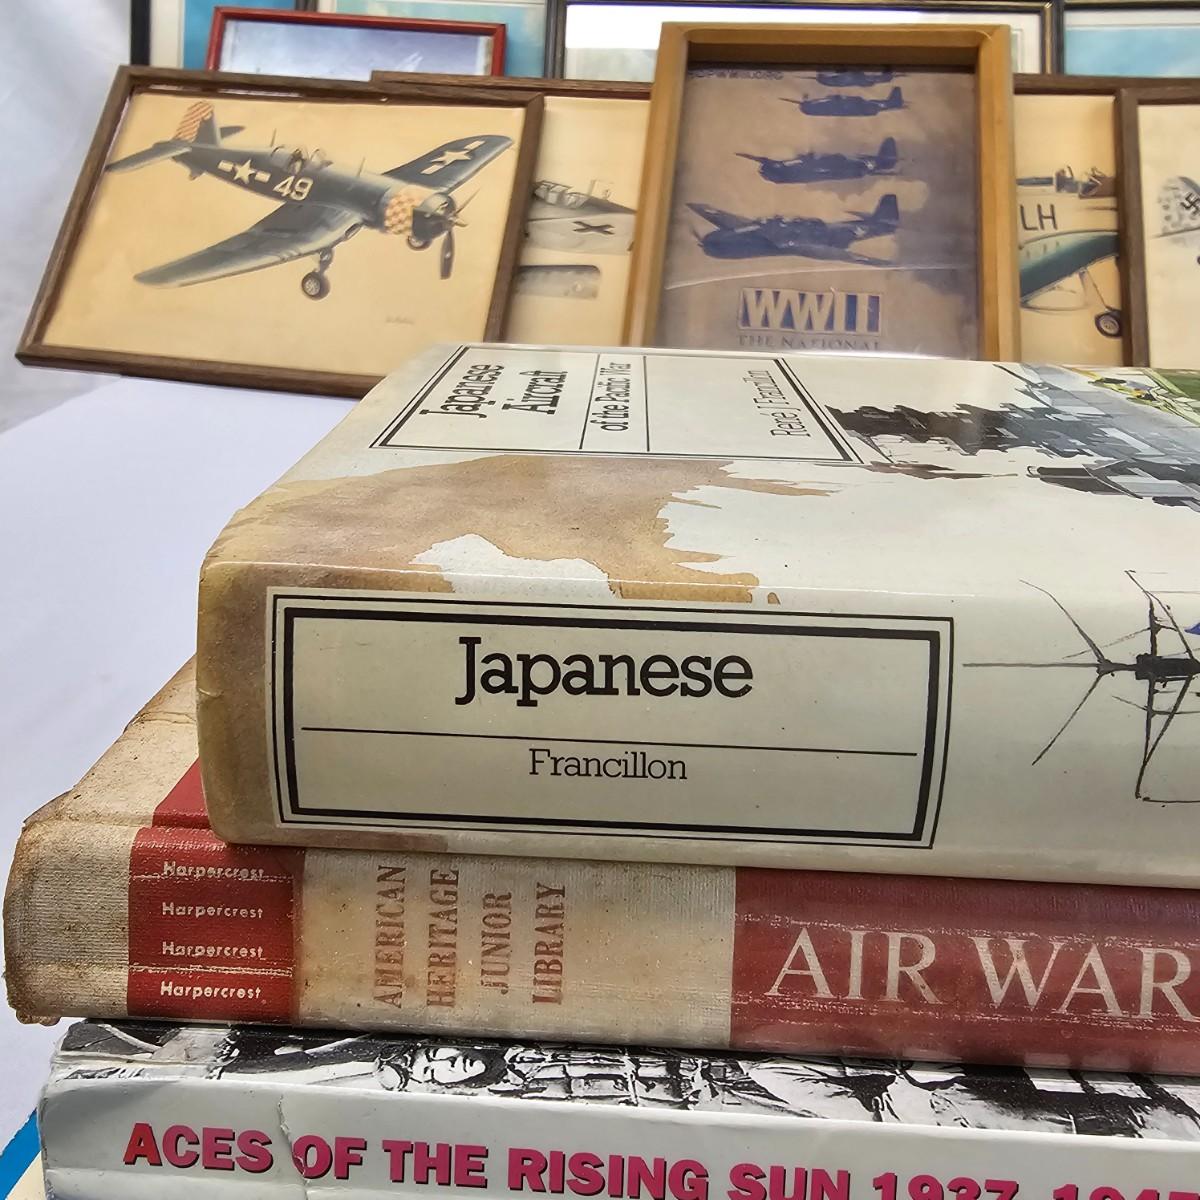 49
WWII
THE NATIONAL
LH
Japanese
Aircraft
of the Pacific War
René J Francillon
Japanese
Francillon
Harpercrest
Harpercrest
Harpercrest
Harpercrest
AMERICAN
HERITAGE
JUNIOR
LIBRARY
AIR WAR
ACES OF THE RISING SUN 1937-1945